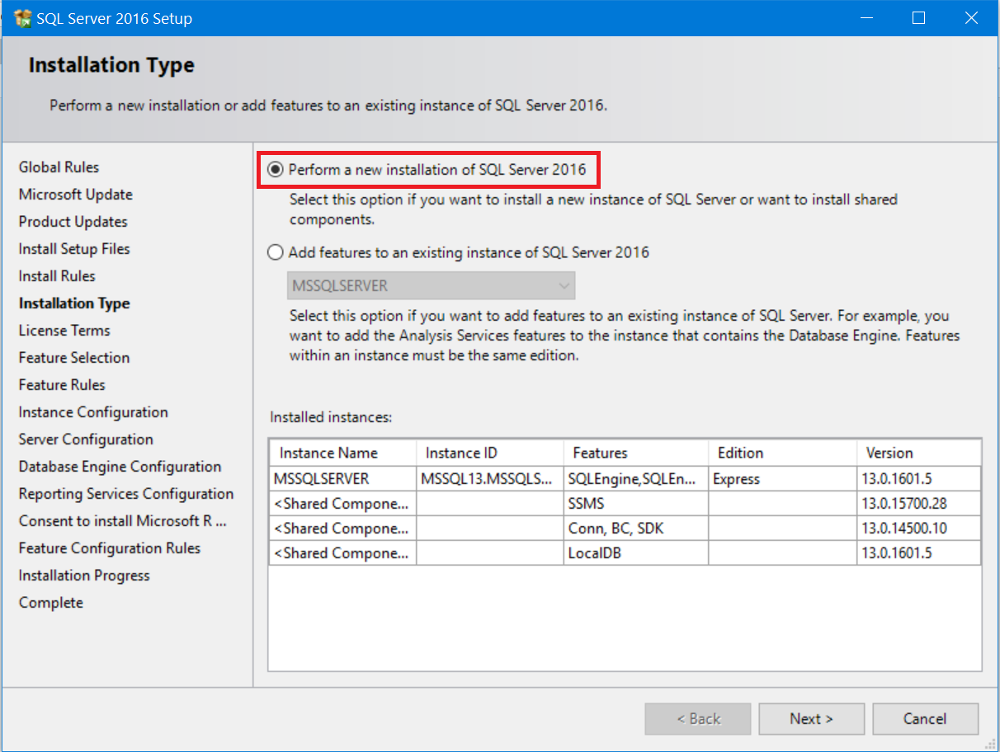 SQL Server 2016 Setup
Installation Type
Perform a new installation or add features to an existing instance of SQL Server 2016.
Global Rules
Microsoft Update
Product Updates
Install Setup Files
Install Rules
Installation Type
License Terms
Feature Selection
Feature Rules
Instance Configuration
Server Configuration
Database Engine Configuration
Reporting Services Configuration
Consent to install Microsoft R ...
Feature Configuration Rules
Installation Progress
Complete
Perform a new installation of SQL Server 2016
Select this option if you want to install a new instance of SQL Server or want to install shared
components.
Add features to an existing instance of SQL Server 2016
MSSQLSERVER
Select this option if you want to add features to an existing instance of SQL Server. For example, you
want to add the Analysis Services features to the instance that contains the Database Engine. Features
within an instance must be the same edition.
Installed instances:
Instance Name Instance ID Features Edition Version
MSSQLSERVER MSSQL13.MSSQLS... SQLEngine,SQLEn... Express 13.0.1601.5
<Shared Compone... SSMS 13.0.15700.28
<Shared Compone... Conn, BC, SDK 13.0.14500.10
<Shared Compone... LocalDB 13.0.1601.5
< Back Next > Cancel